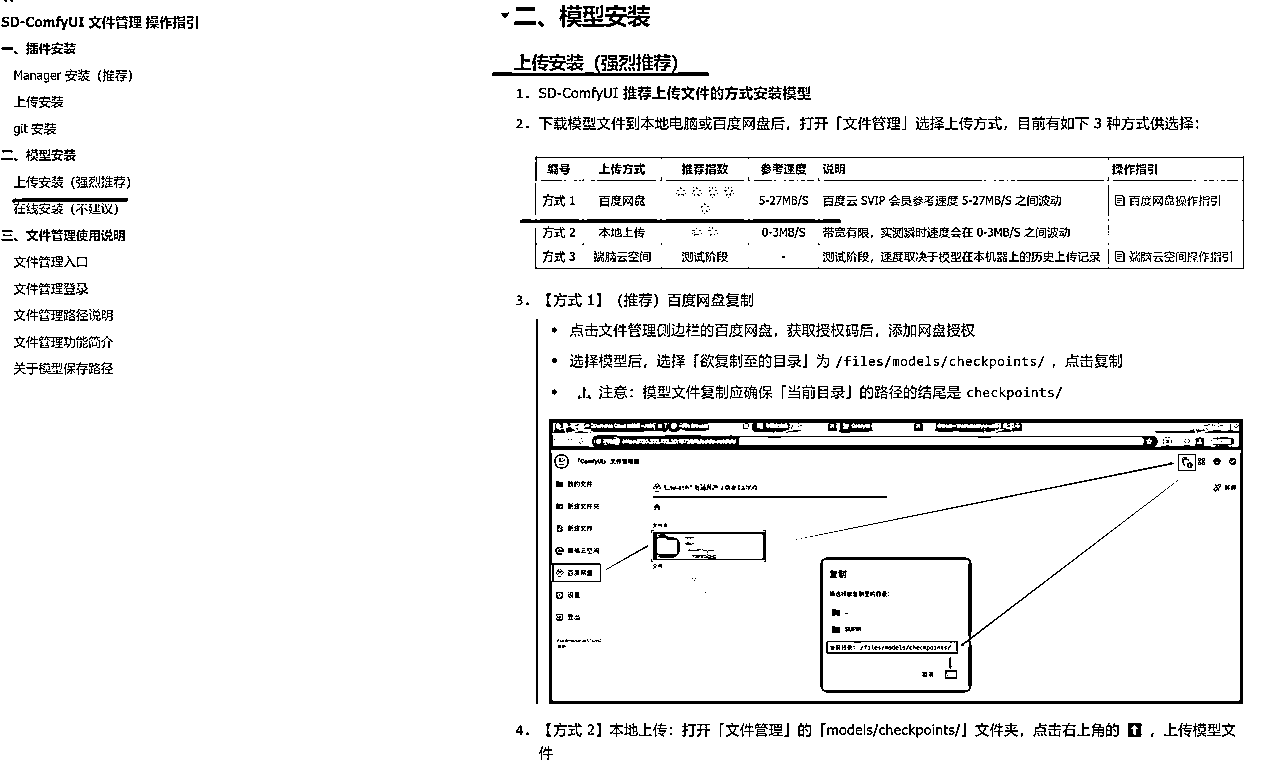 SD-ComfyUI 文件管理 操作指引
一、插件安装
Manager 安装（推荐）
上传安装
git 安装
二、模型安装
上传安装（强烈推荐）
在线安装（不建议）
三、文件管理使用说明
文件管理入口
文件管理登录
文件管理路径说明
文件管理功能简介
关于模型保存路径
二、模型安装
上传安装（强烈推荐）
1. SD-ComfyUI 推荐上传文件的方式安装模型
2. 下载模型文件到本地电脑或百度网盘后，打开「文件管理」选择上传方式，目前有如下 3 种方式供选择：
编号 上传方式 推荐指数 参考速度 说明 操作指引
方式 1 百度网盘 5-27MB/S 百度云 SVIP 会员参考速度 5-27MB/S 之间波动 百度网盘操作指引
方式 2 本地上传 0-3MB/S 带宽有限，实测瞬时速度会在 0-3MB/S 之间波动
方式 3 端脑云空间 测试阶段 - 测试阶段，速度取决于模型在本机器上的历史上传记录 端脑云空间操作指引
3. 【方式 1】（推荐）百度网盘复制
• 点击文件管理侧边栏的百度网盘，获取授权码后，添加网盘授权
• 选择模型后，选择「欲复制至的目录」为 /files/models/checkpoints/ ，点击复制
• 注意：模型文件复制应确保「当前目录」的路径的结尾是 checkpoints/
「ComfyUI」文件管理器
我的文件
新建文件夹
新建文件
端脑云空间
百度网盘
设置
登出
复制
请选择欲复制至的目录：
..
SUPIR
当前目录：/files/models/checkpoints/
取消
4. 【方式 2】本地上传：打开「文件管理」的「models/checkpoints/」文件夹，点击右上角的 ，上传模型文
件